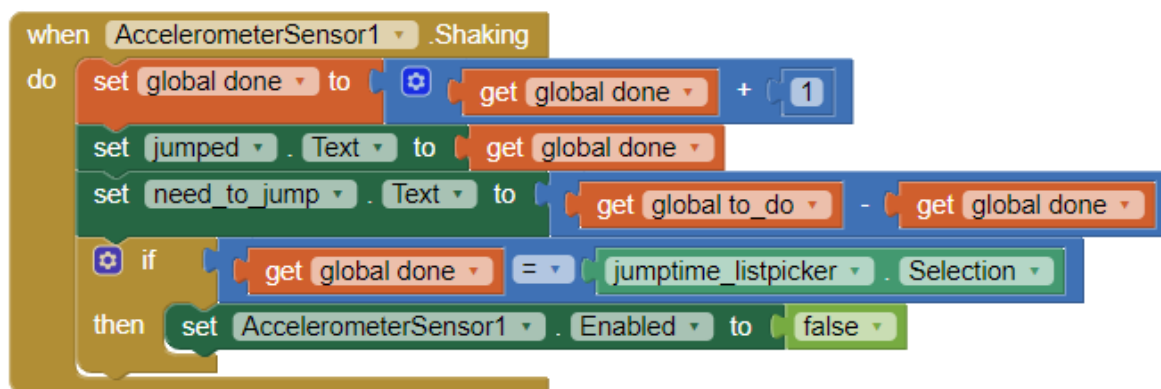 when AccelerometerSensor1 .Shaking
do set global done to get global done + 1
set jumped . Text to get global done
set need_to_jump . Text to get global to_do - get global done
if get global done = jumptime_listpicker . Selection
then set AccelerometerSensor1 . Enabled to false